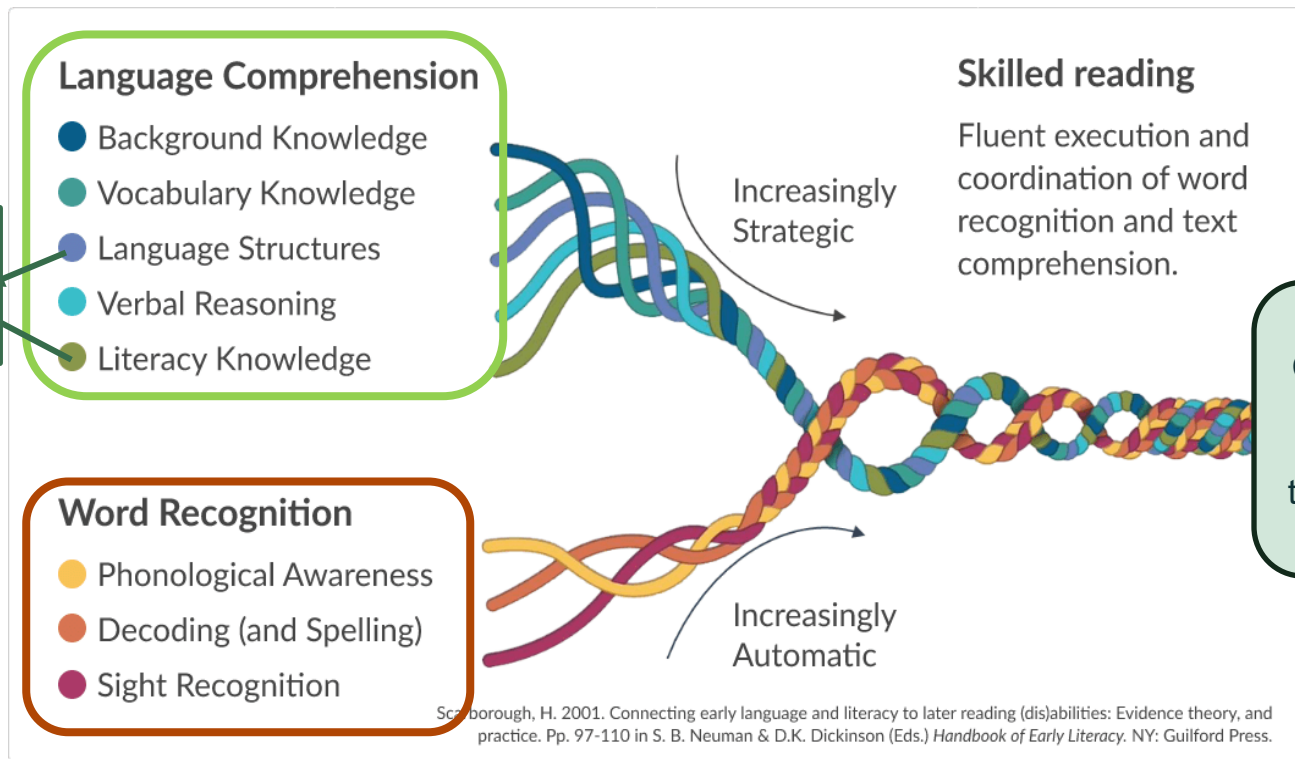 Language Comprehension
Background Knowledge
Vocabulary Knowledge
Language Structures
Verbal Reasoning
Literacy Knowledge
Word Recognition
Phonological Awareness
Decoding (and Spelling)
Sight Recognition
Increasingly
Strategic
Increasingly
Automatic
Skilled reading
Fluent execution and
coordination of word
recognition and text
comprehension.
Scarborough, H. 2001. Connecting early language and literacy to later reading (dis)abilities: Evidence theory, and
practice. Pp. 97-110 in S. B. Neuman & D.K. Dickinson (Eds.) Handbook of Early Literacy. NY: Guilford Press.